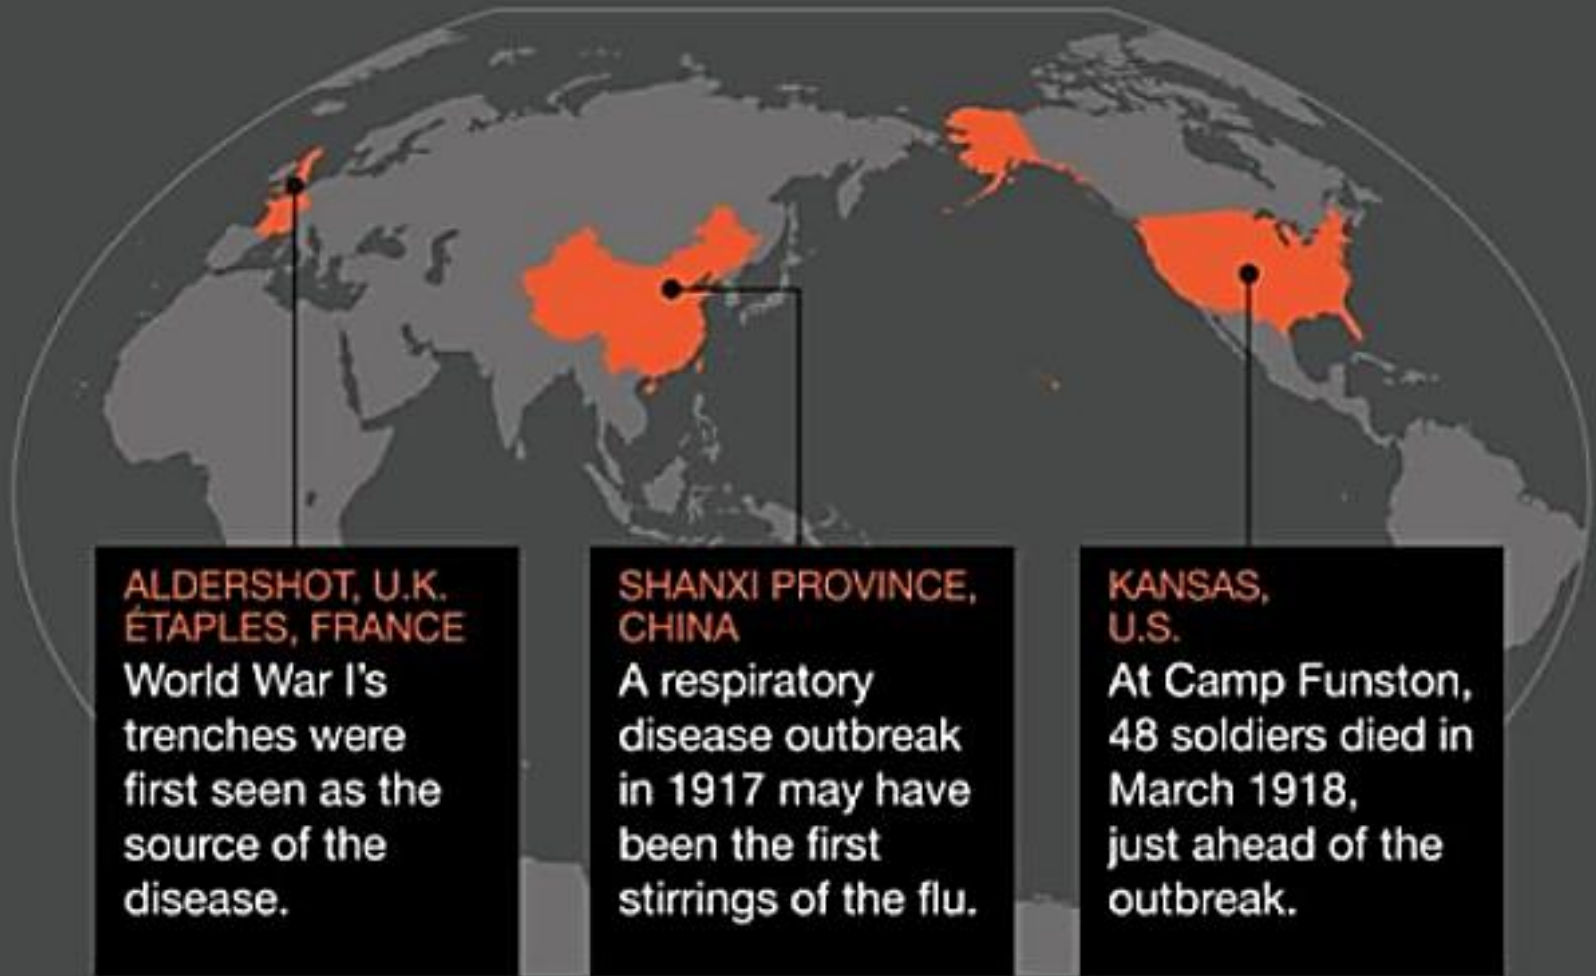 ALDERSHOT, U.K.
ÉTAPLES, FRANCE
World War I's
trenches were
first seen as the
source of the
disease.
SHANXI PROVINCE,
CHINA
A respiratory
disease outbreak
in 1917 may have
been the first
stirrings of the flu.
KANSAS,
U.S.
At Camp Funston,
48 soldiers died in
March 1918,
just ahead of the
outbreak.